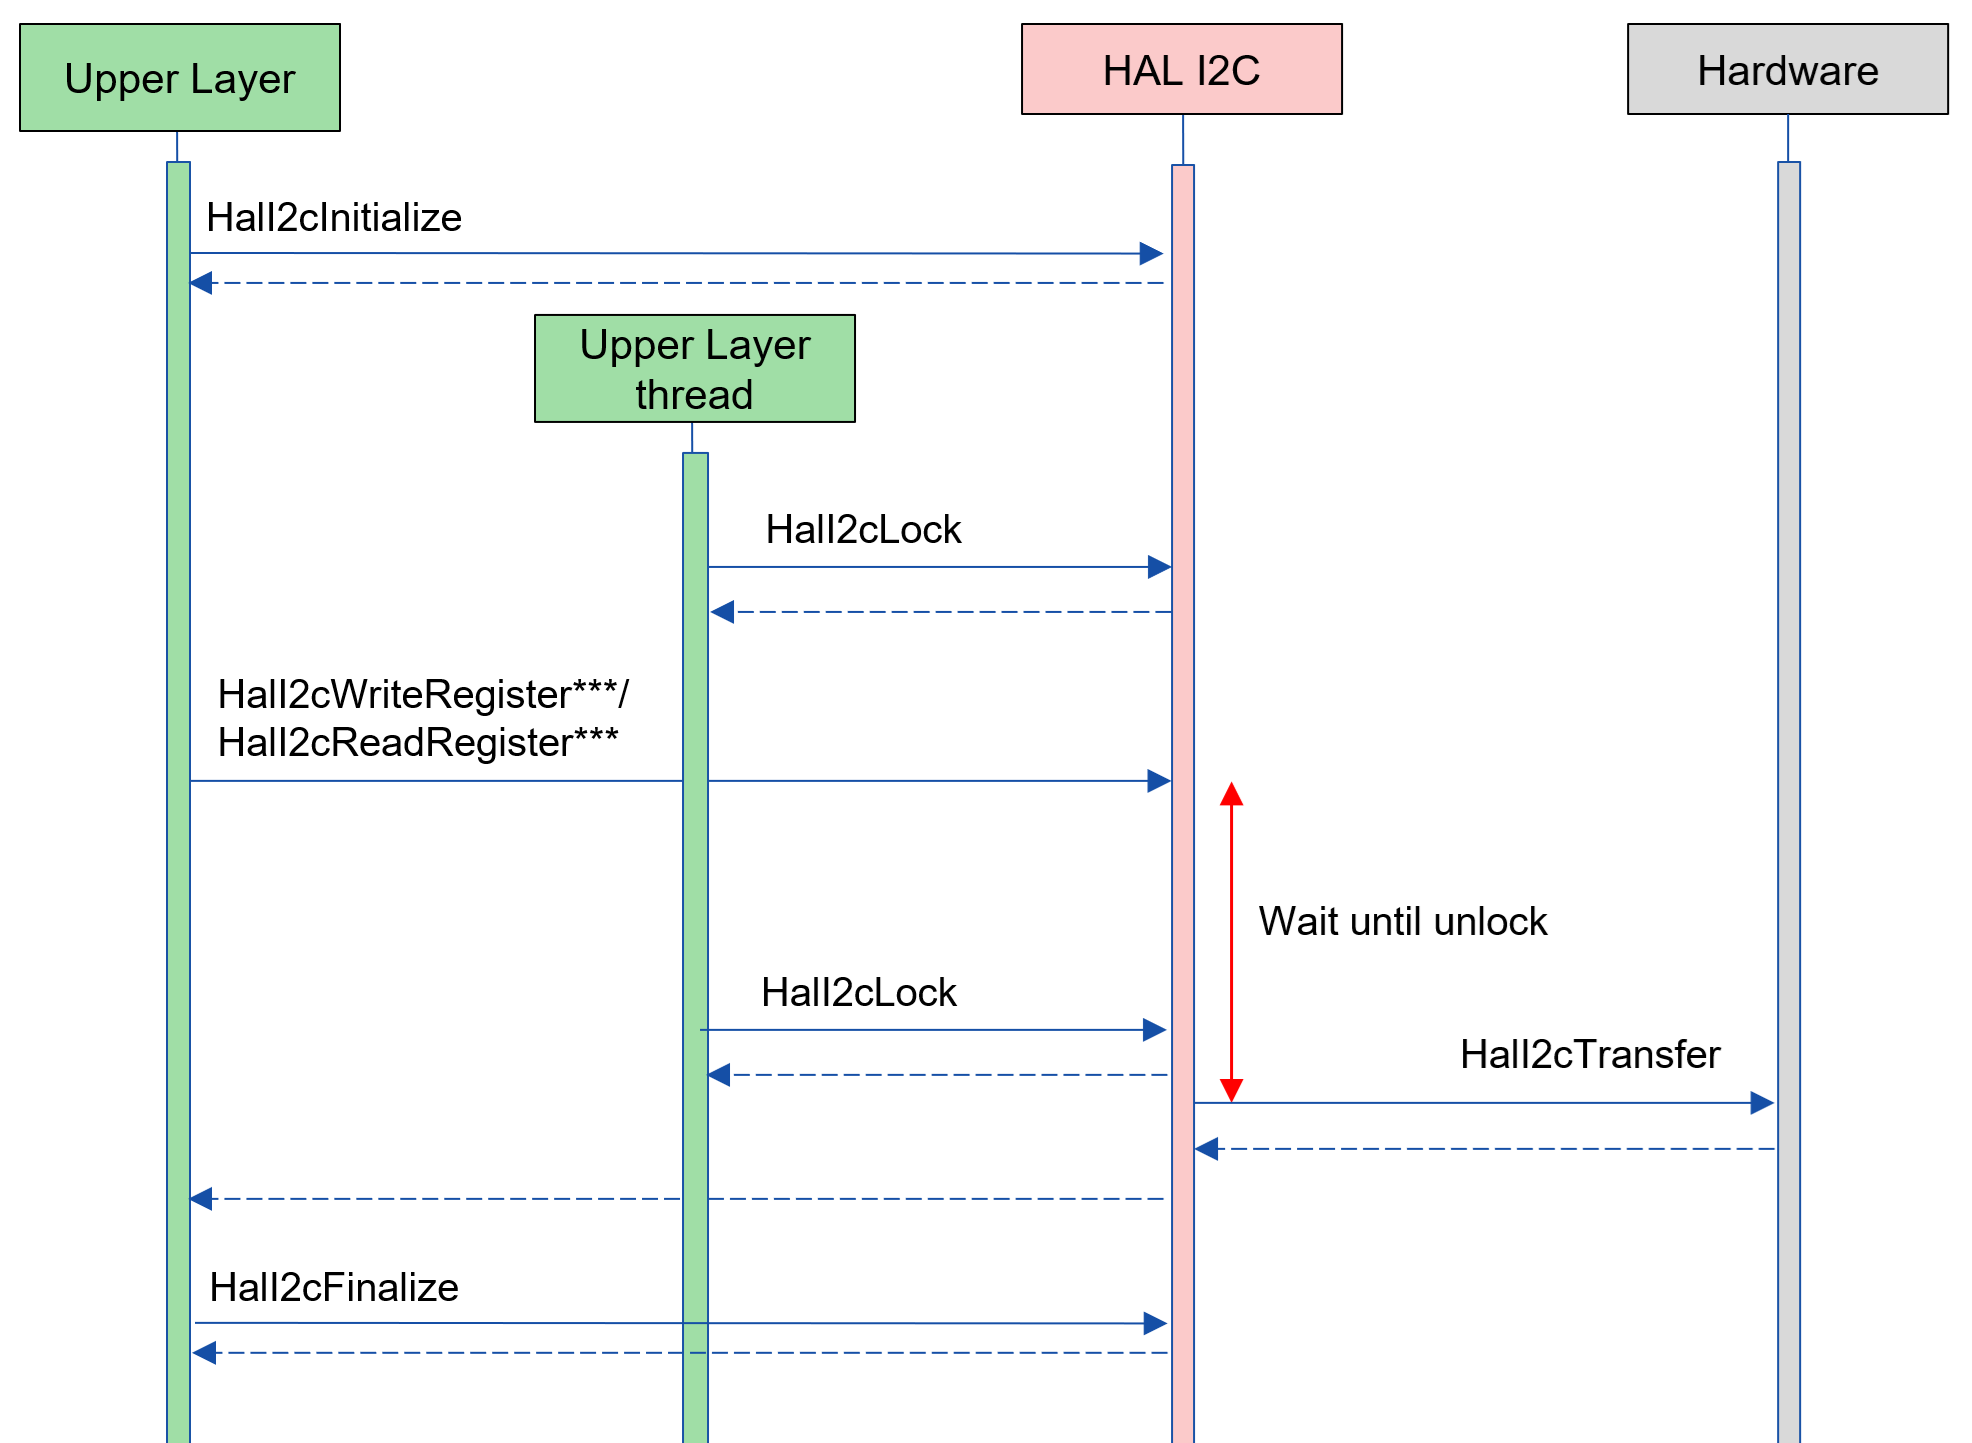 Upper Layer
HAL I2C
Hardware
HalI2cInitialize
Upper Layer
thread
HalI2cLock
HalI2cWriteRegister***/
HalI2cReadRegister***
Wait until unlock
HalI2cLock
HalI2cTransfer
HalI2cFinalize